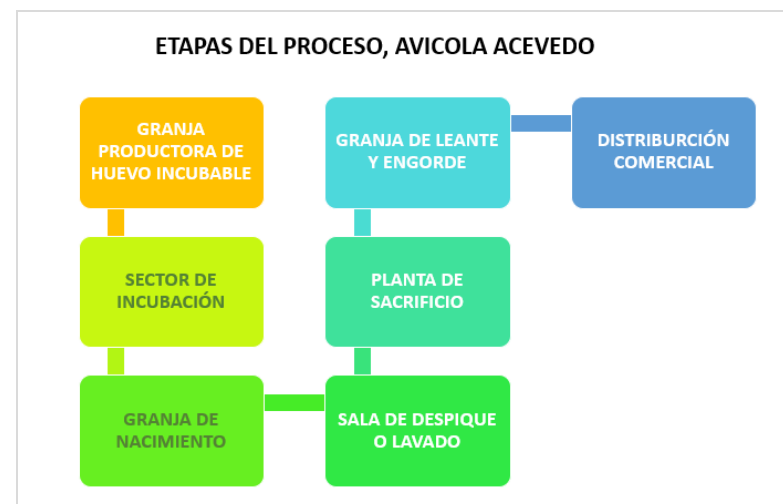 ETAPAS DEL PROCESO, AVICOLA ACEVEDO
GRANJA
PRODUCTORA DE
HUEVO INCUBABLE
SECTOR DE
INCUBACIÓN
GRANJA DE
NACIMIENTO
SALA DE DESPIQUE
O LAVADO
PLANTA DE
SACRIFICIO
GRANJA DE LEANTE
Y ENGORDE
DISTRIBURCIÓN
COMERCIAL